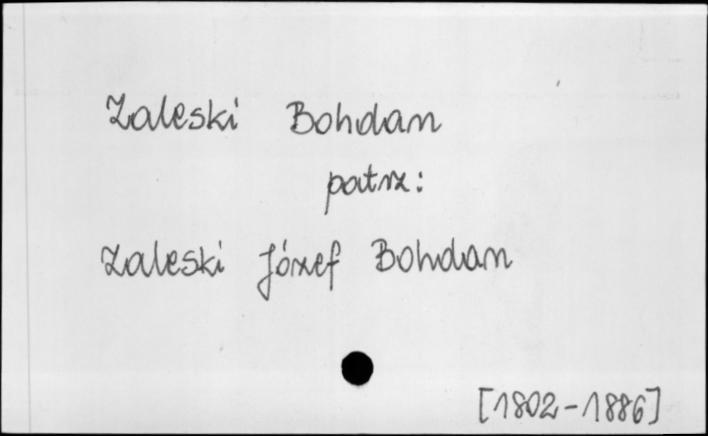 Zaleski Bohdan
patrz:
Zaleski Józef Bohdan
[1802-1886]